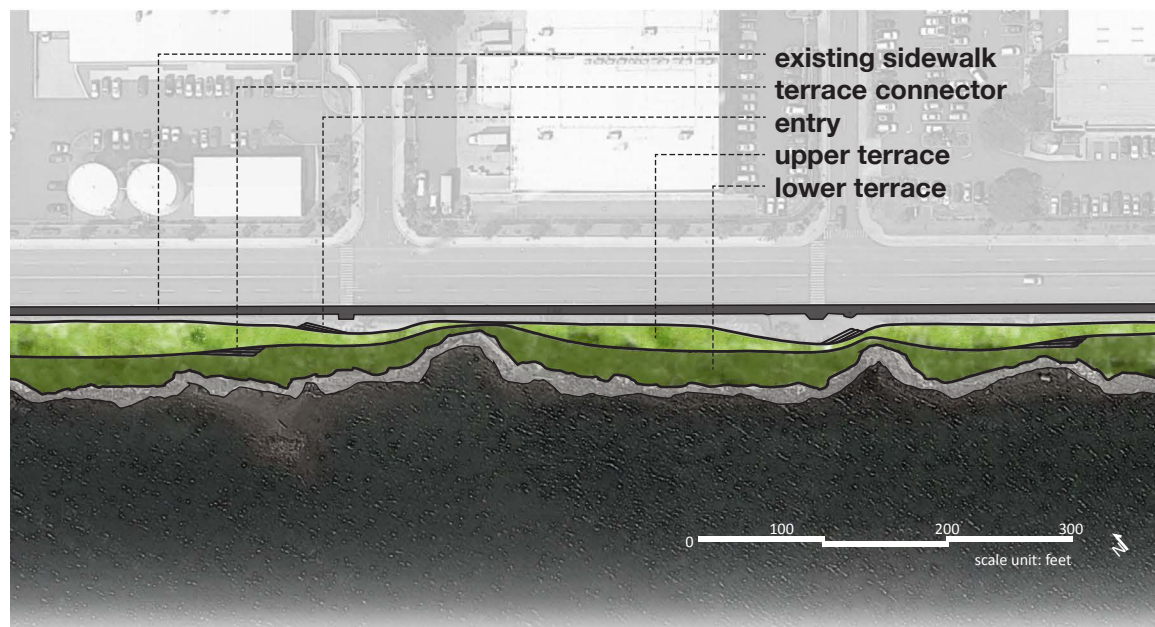 existing sidewalk
terrace connector
entry
upper terrace
lower terrace
0 100 200 300
scale unit: feet
N